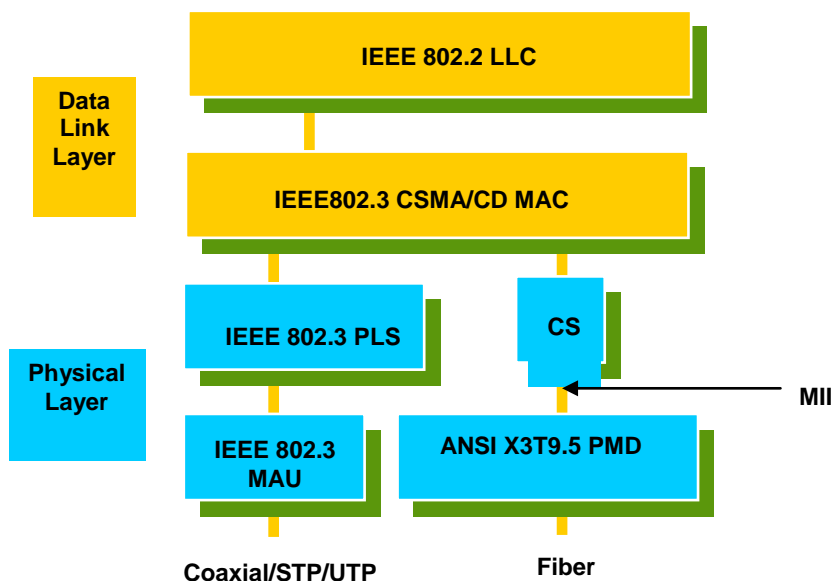 IEEE 802.2 LLC
Data
Link
Layer
IEEE802.3 CSMA/CD MAC
IEEE 802.3 PLS
CS
Physical
Layer
MII
IEEE 802.3
MAU
ANSI X3T9.5 PMD
Coaxial/STP/UTP
Fiber